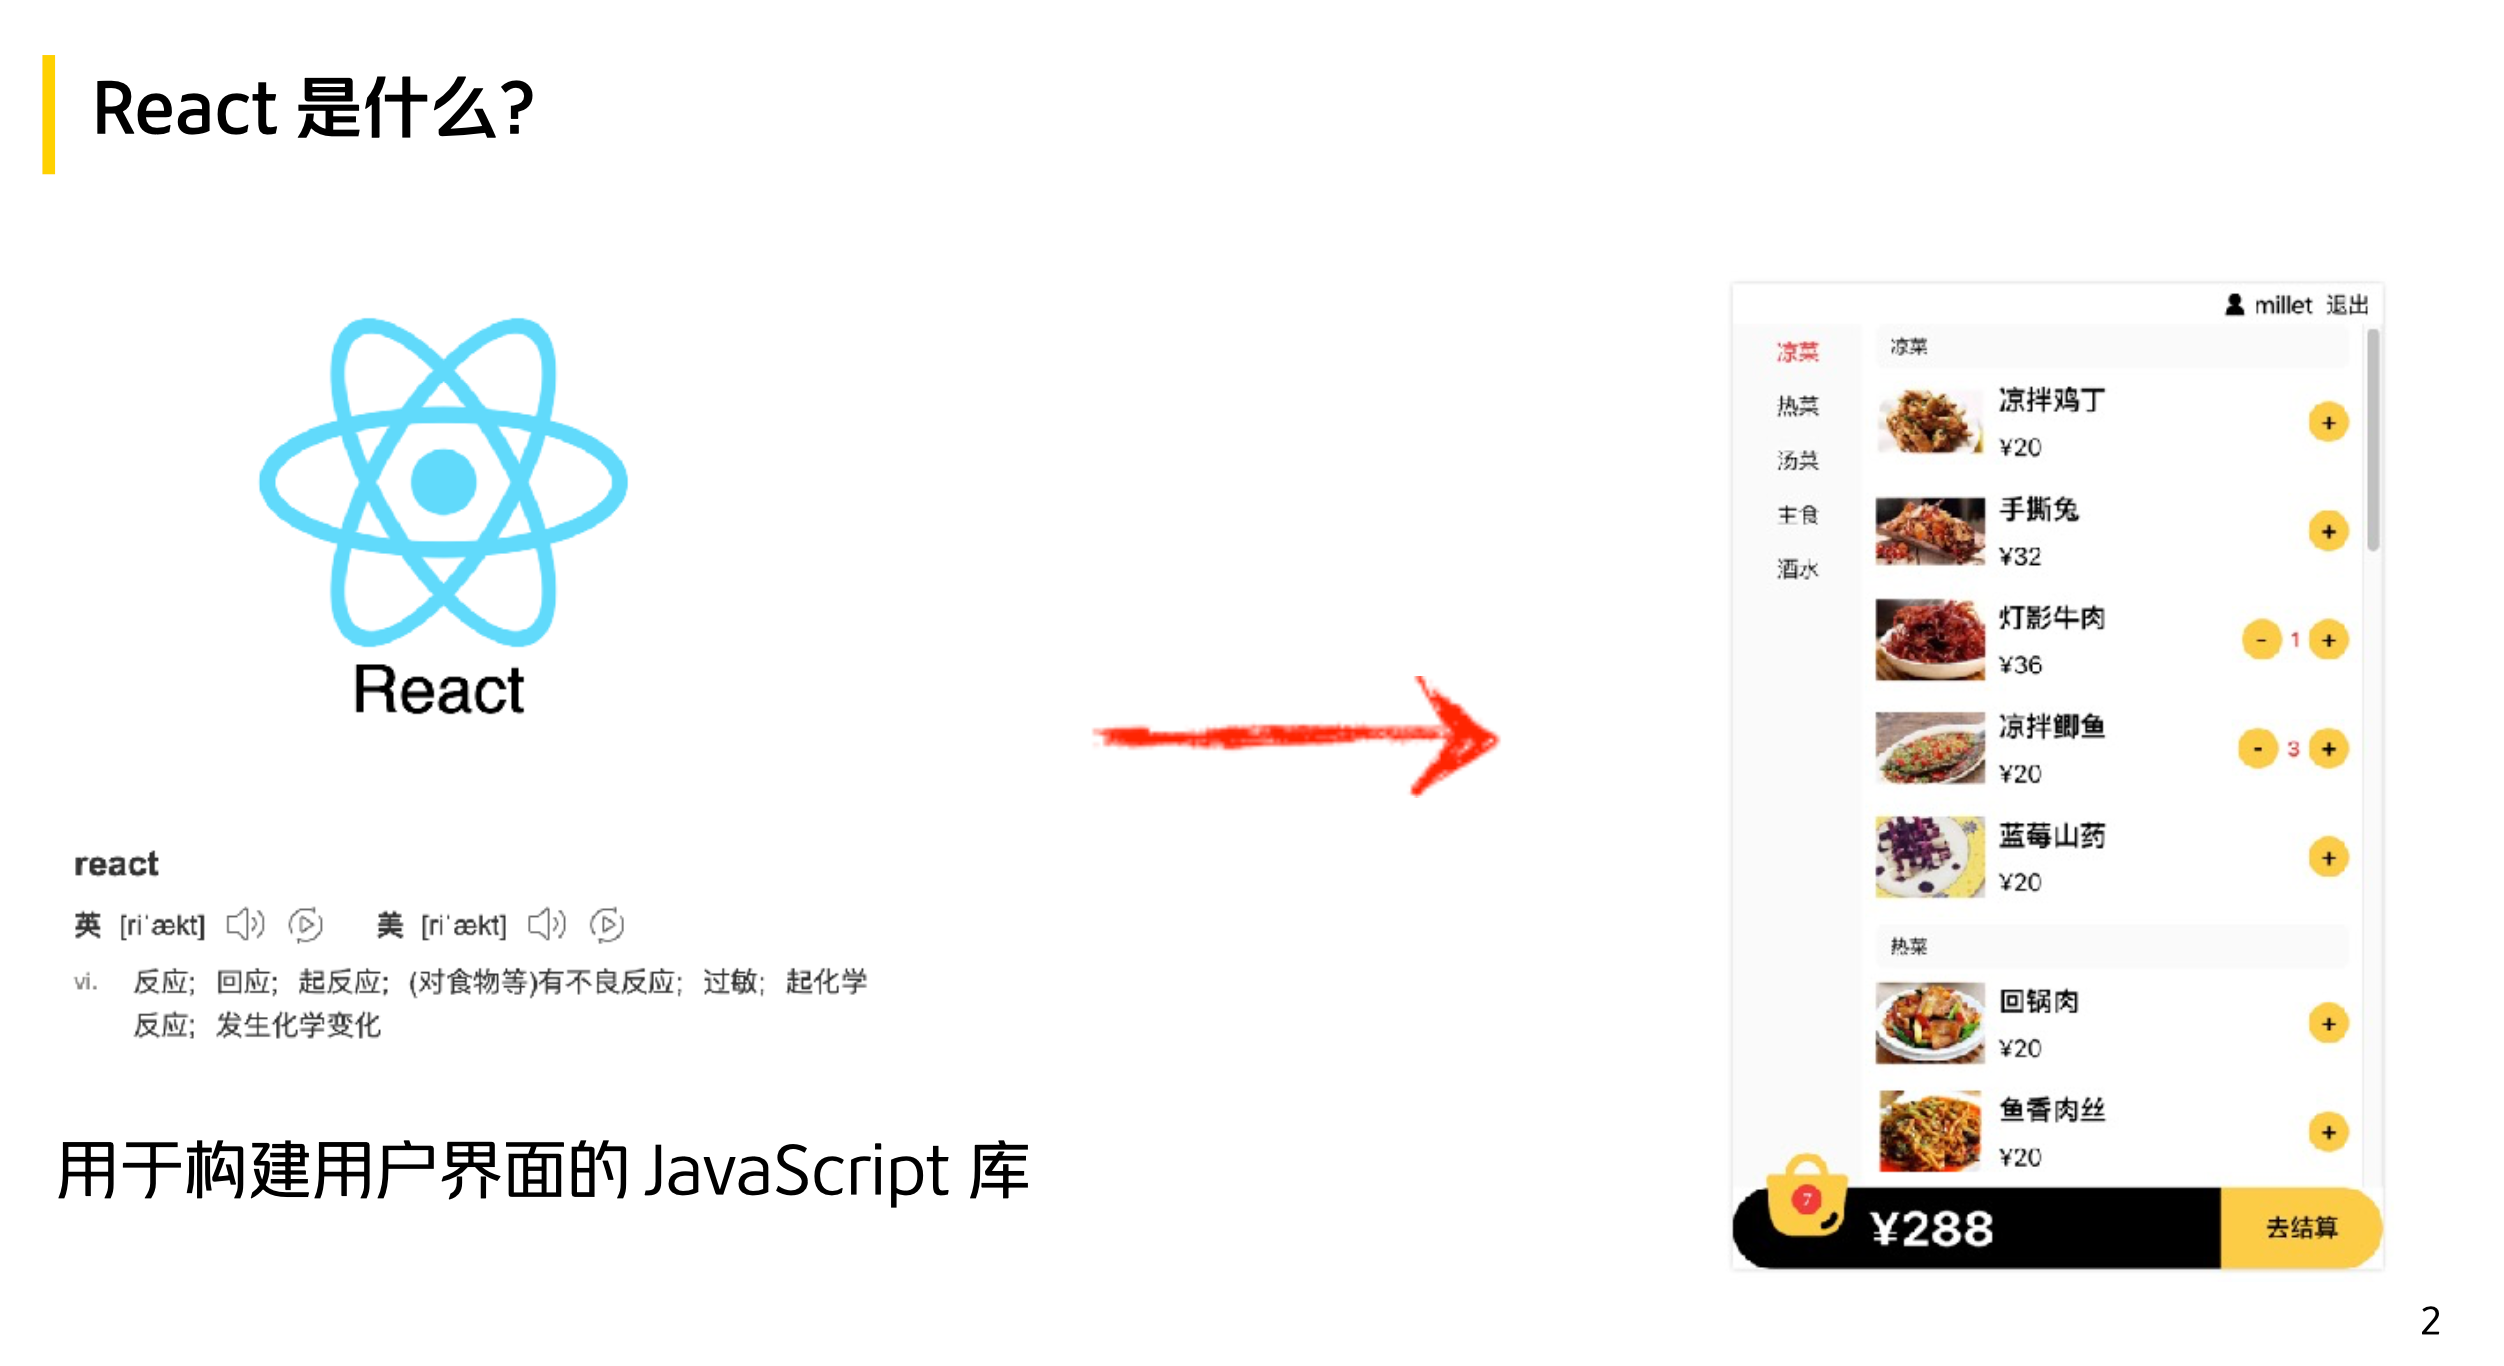 React 是什么?
React
react
英 [riˈækt] 美 [riˈækt]
vi. 反应; 回应; 起反应; (对食物等)有不良反应; 过敏; 起化学
反应; 发生化学变化
用于构建用户界面的 JavaScript 库
millet 退出
凉菜
热菜
汤菜
主食
酒水
凉菜
凉拌鸡丁
¥20
+
手撕兔
¥32
+
灯影牛肉
¥36
- 1 +
凉拌鲫鱼
¥20
- 3 +
蓝莓山药
¥20
+
热菜
回锅肉
¥20
+
鱼香肉丝
¥20
+
7
¥288
去结算
2